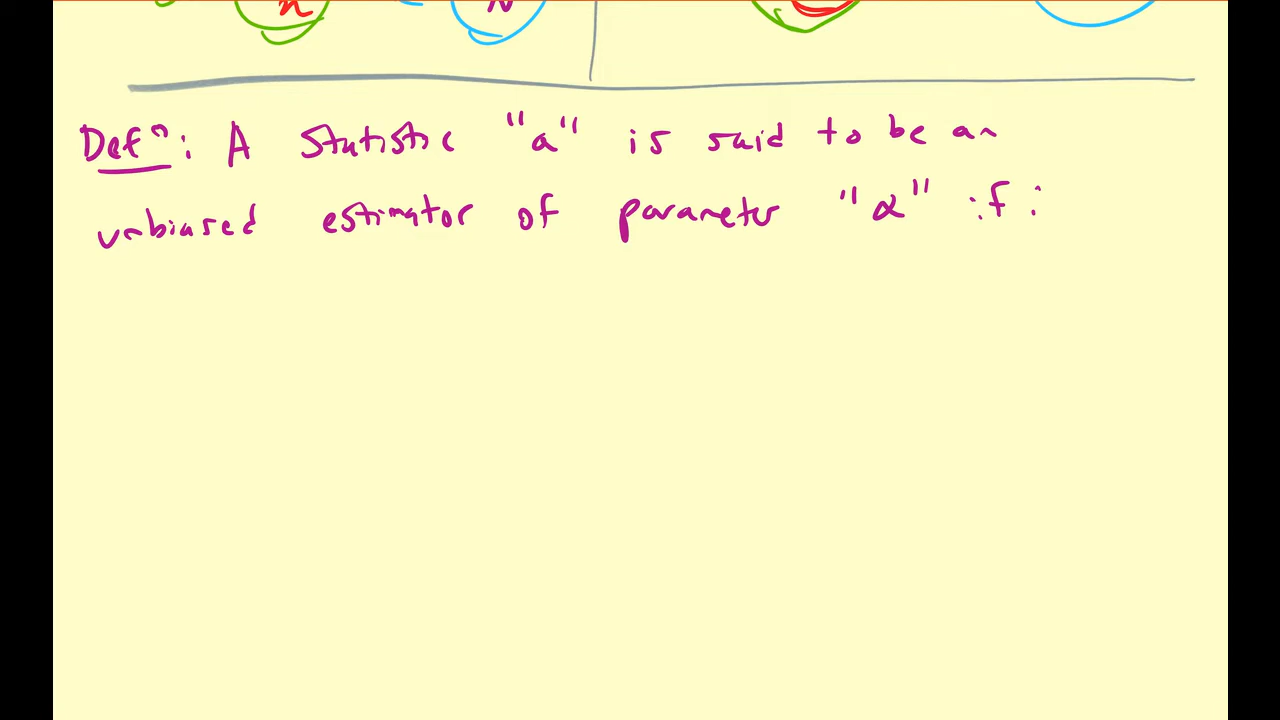 Defⁿ: A statistic "a" is said to be an
unbiased estimator of parameter "α" if: